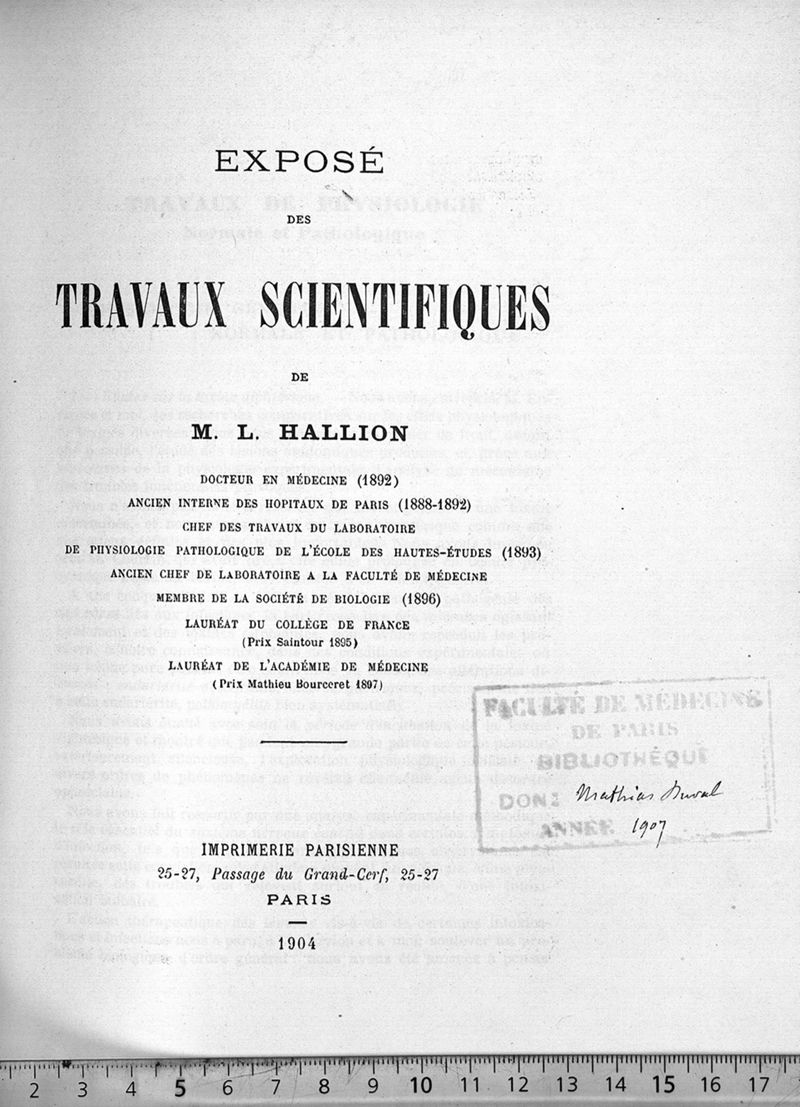 EXPOSÉ
DES
TRAVAUX SCIENTIFIQUES
DE
M. L. HALLION
DOCTEUR EN MÉDECINE (1892)
ANCIEN INTERNE DES HOPITAUX DE PARIS (1888-1892)
CHEF DES TRAVAUX DU LABORATOIRE
DE PHYSIOLOGIE PATHOLOGIQUE DE L'ÉCOLE DES HAUTES-ÉTUDES (1893)
ANCIEN CHEF DE LABORATOIRE A LA FACULTÉ DE MÉDECINE
MEMBRE DE LA SOCIÉTÉ DE BIOLOGIE (1896)
LAURÉAT DU COLLÈGE DE FRANCE
(Prix Saintour 1895)
LAURÉAT DE L'ACADÉMIE DE MÉDECINE
(Prix Mathieu Bourceret 1897)
FACULTÉ DE MÉDECINE
DE PARIS
BIBLIOTHÈQUE
DON: Mathias Duval
ANNÉE 1907
IMPRIMERIE PARISIENNE
25-27, Passage du Grand-Cerf, 25-27
PARIS
1904
2 3 4 5 6 7 8 9 10 11 12 13 14 15 16 17